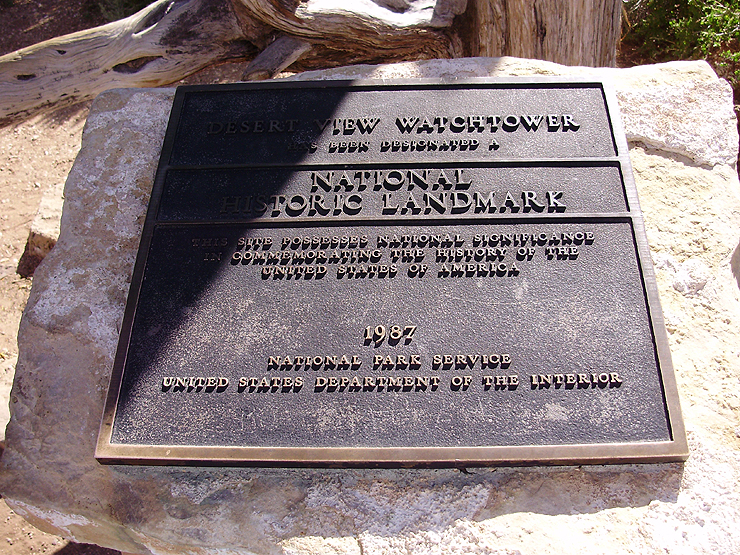 DESERT VIEW WATCHTOWER
HAS BEEN DESIGNATED A
NATIONAL
HISTORIC LANDMARK
THIS SITE POSSESSES NATIONAL SIGNIFICANCE
IN COMMEMORATING THE HISTORY OF THE
UNITED STATES OF AMERICA
1987
NATIONAL PARK SERVICE
UNITED STATES DEPARTMENT OF THE INTERIOR